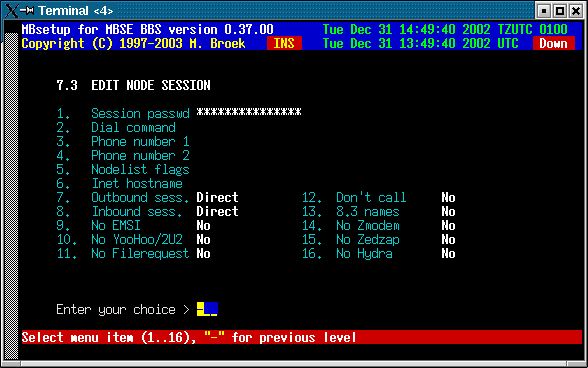 Terminal <4>
MBsetup for MBSE BBS version 0.37.00 Tue Dec 31 14:49:40 2002 TZUTC 0100
Copyright (C) 1997-2003 M. Broek INS Tue Dec 31 13:49:40 2002 UTC Down
7.3 EDIT NODE SESSION
1. Session passwd ***************
2. Dial command
3. Phone number 1
4. Phone number 2
5. Nodelist flags
6. Inet hostname
7. Outbound sess. Direct 12. Don't call No
8. Inbound sess. Direct 13. 8.3 names No
9. No EMSI No 14. No Zmodem No
10. No YooHoo/2U2 No 15. No Zedzap No
11. No Filerequest No 16. No Hydra No
Enter your choice > -__
Select menu item (1..16), "-" for previous level